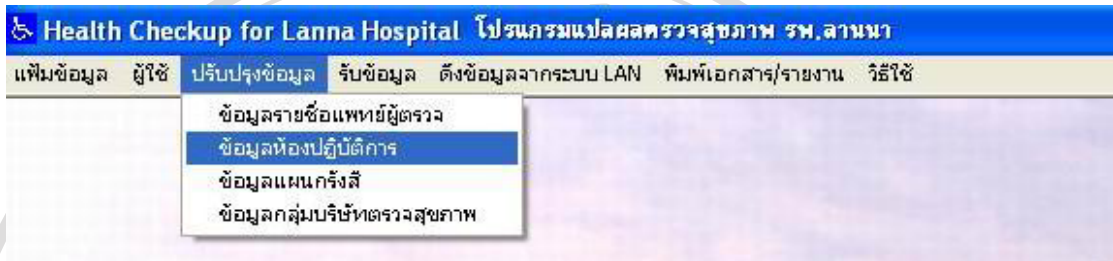 Health Checkup for Lanna Hospital โปรแกรมแปลผลตรวจสุขภาพ รพ.ลานนา
แฟ้มข้อมูล ผู้ใช้ ปรับปรุงข้อมูล รับข้อมูล ดึงข้อมูลจากระบบ LAN พิมพ์เอกสาร/รายงาน วิธีใช้
ข้อมูลรายชื่อแพทย์ผู้ตรวจ
ข้อมูลห้องปฏิบัติการ
ข้อมูลแผนกรังสี
ข้อมูลกลุ่มบริษัทตรวจสุขภาพ